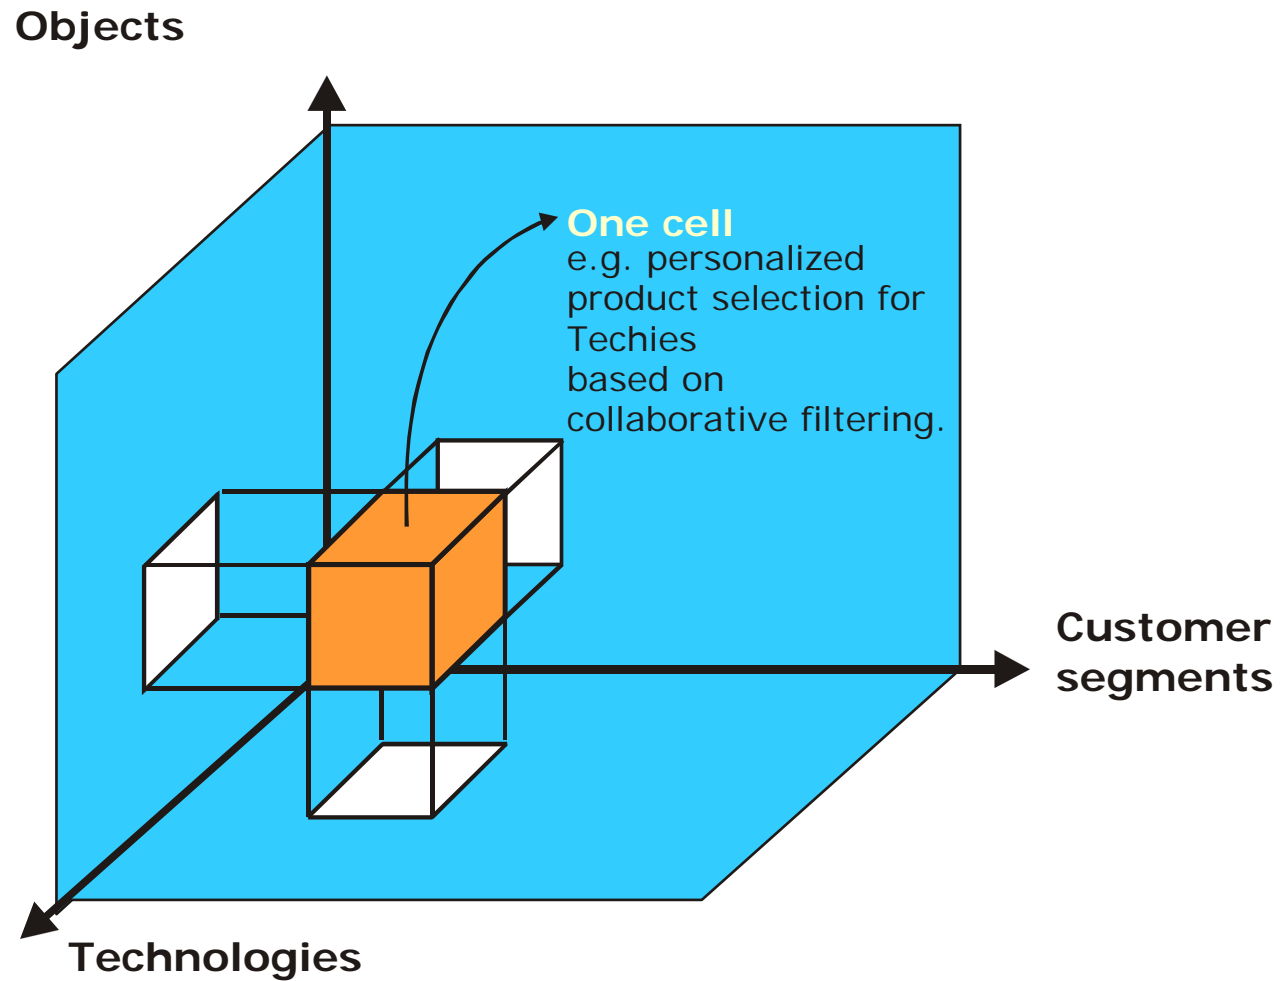 Objects
One cell
e.g. personalized
product selection for
Techies
based on
collaborative filtering.
Customer
segments
Technologies